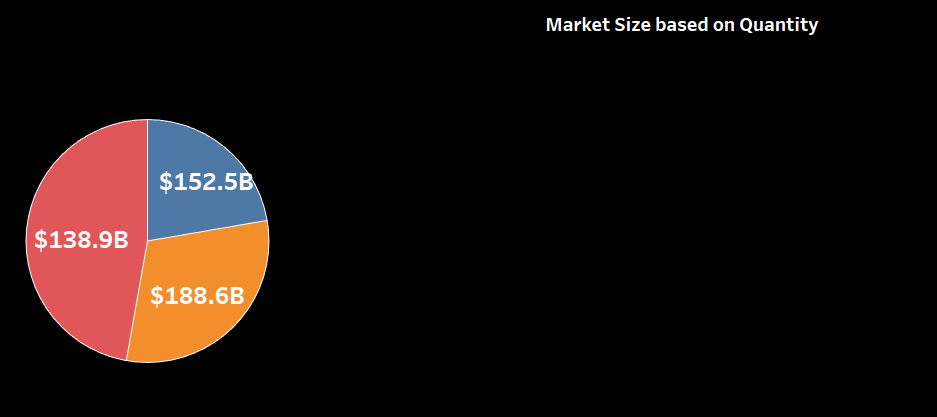 Market Size based on Quantity
$152.5B
$138.9B
$188.6B